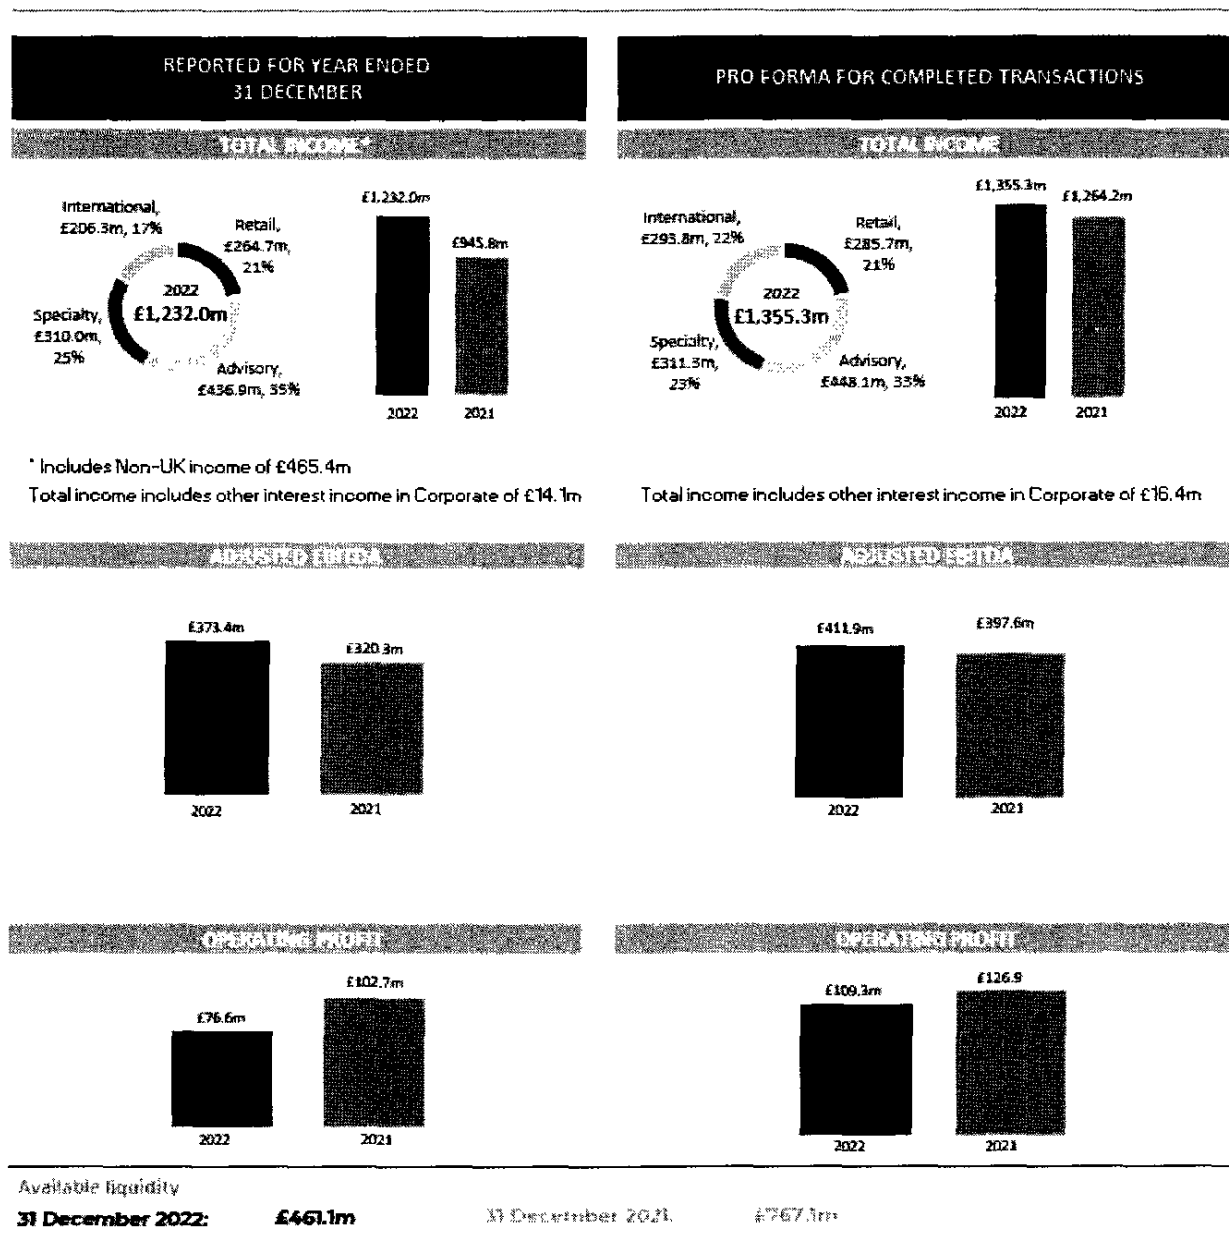 REPORTED FOR YEAR ENDED
31 DECEMBER
TOTAL INCOME*
International,
£206.3m, 17%
Retail,
£264.7m,
21%
2022
£1,232.0m
Specialty,
£310.0m,
25%
Advisory,
£436.9m, 35%
£1,232.0m
£945.8m
2022
2021
* Includes Non-UK income of £465.4m
Total income includes other interest income in Corporate of £14.1m
PRO FORMA FOR COMPLETED TRANSACTIONS
TOTAL INCOME
International,
£293.8m, 22%
Retail,
£285.7m,
21%
2022
£1,355.3m
Specialty,
£311.3m,
23%
Advisory,
£448.1m, 33%
£1,355.3m
£1,264.2m
2022
2021
Total income includes other interest income in Corporate of £16.4m
ADJUSTED EBITDA
£373.4m
£320.3m
2022
2021
ADJUSTED EBITDA
£411.9m
£397.6m
2022
2021
OPERATING PROFIT
£76.6m
£102.7m
2022
2021
OPERATING PROFIT
£109.3m
£126.9
2022
2021
Available liquidity
31 December 2022: £461.1m
31 December 2021: £767.1m